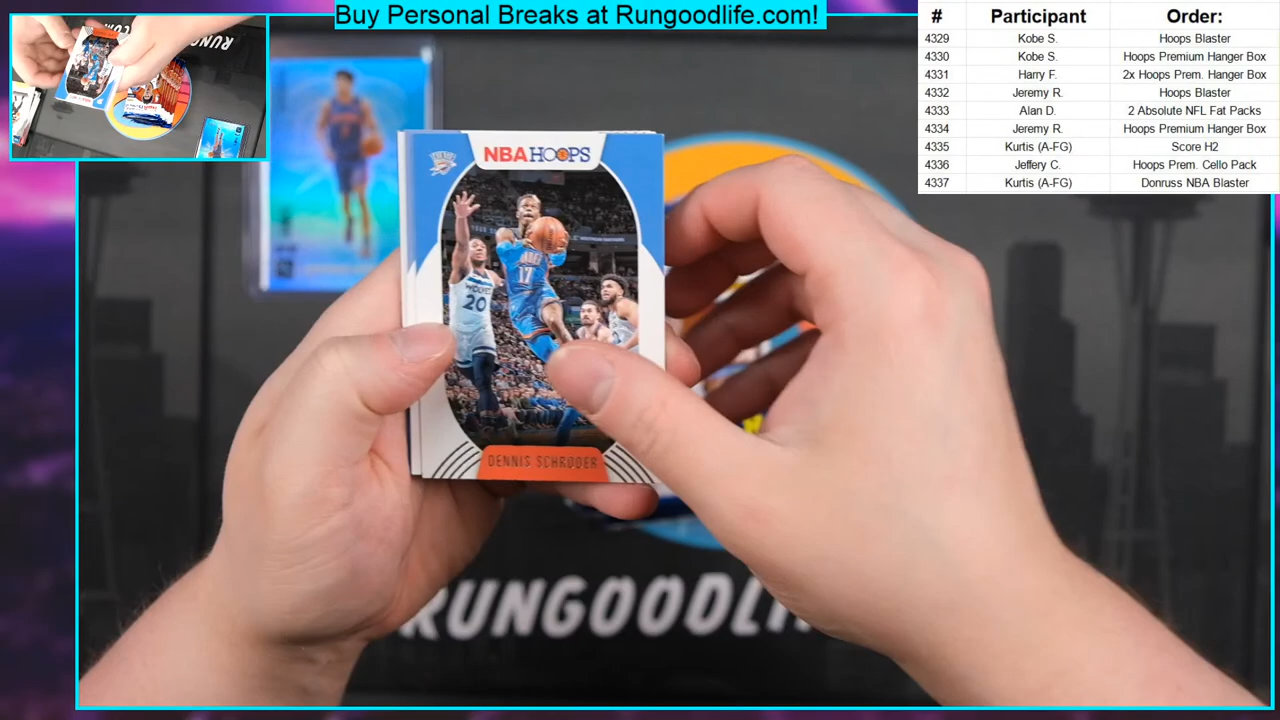 Buy Personal Breaks at Rungoodlife.com!
# Participant Order:
4329 Kobe S. Hoops Blaster
4330 Kobe S. Hoops Premium Hanger Box
4331 Harry F. 2x Hoops Prem. Hanger Box
4332 Jeremy R. Hoops Blaster
4333 Alan D. 2 Absolute NFL Fat Packs
4334 Jeremy R. Hoops Premium Hanger Box
4335 Kurtis (A-FG) Score H2
4336 Jeffery C. Hoops Prem. Cello Pack
4337 Kurtis (A-FG) Donruss NBA Blaster
NBA HOOPS
17
WOLVES
20
DENNIS SCHRODER
RUNGOODLI